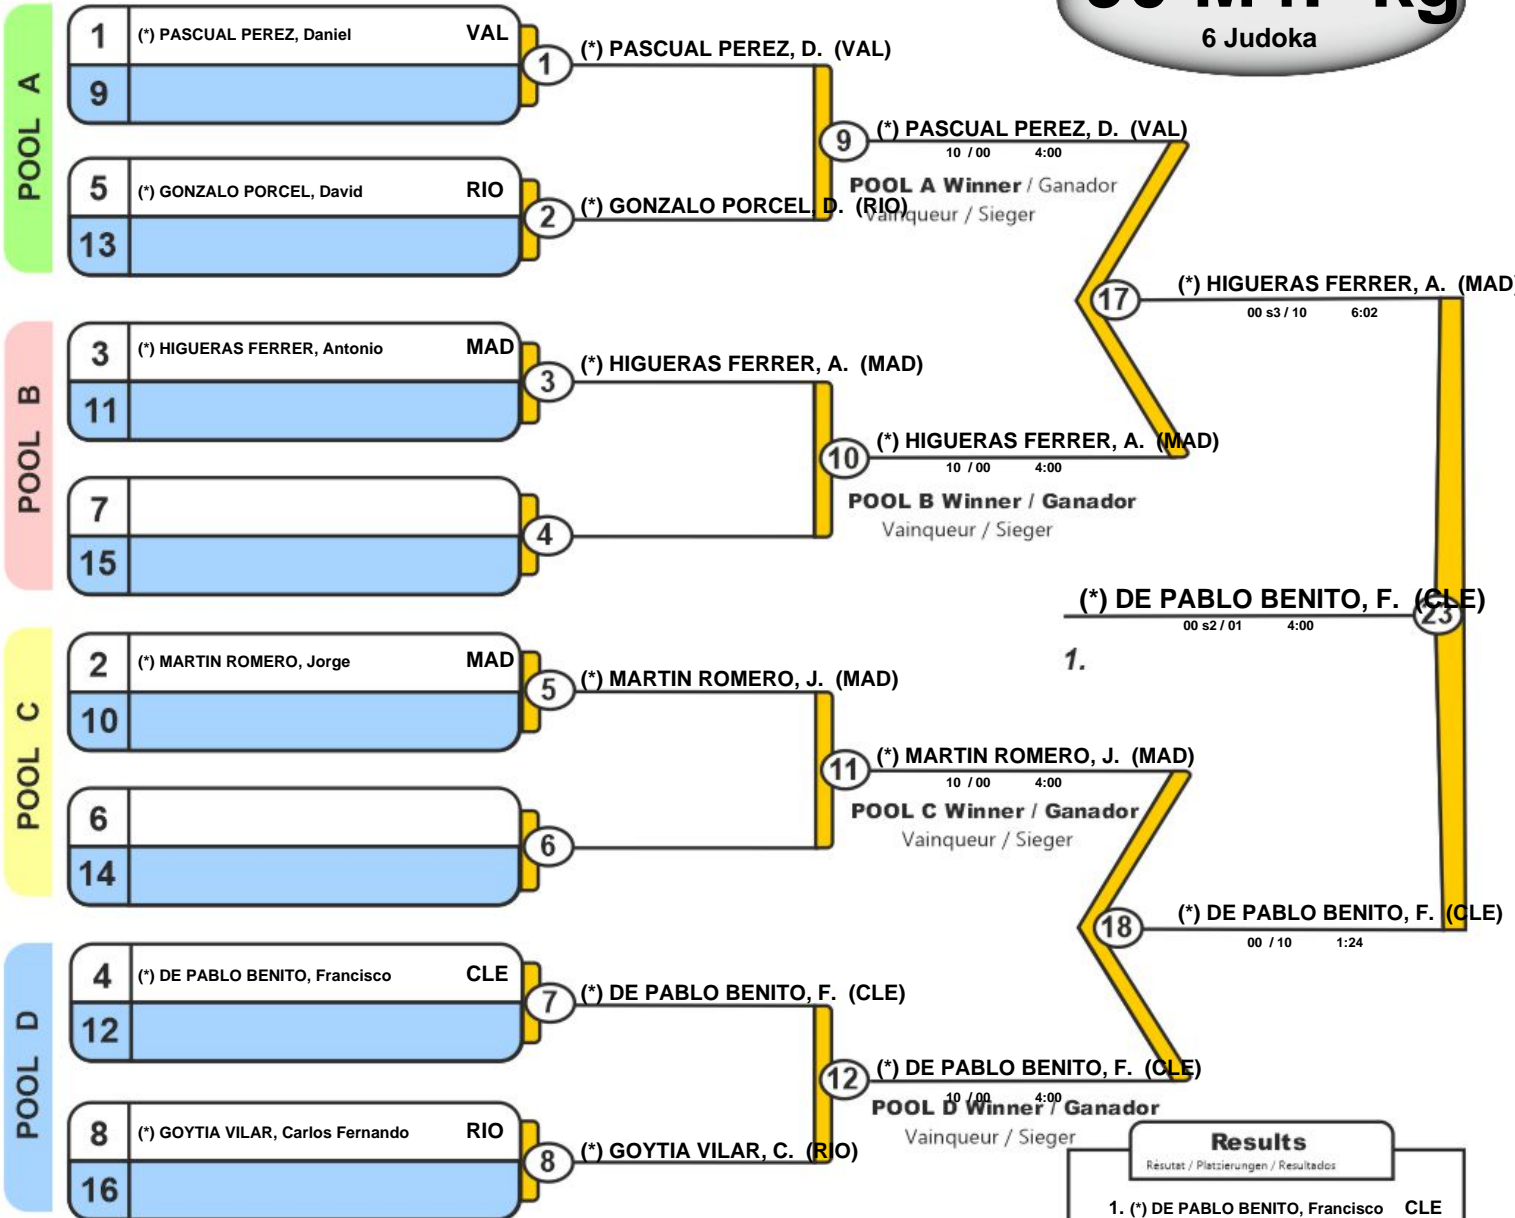 6 Judoka
POOL A
1 (*) PASCUAL PEREZ, Daniel VAL
9
5 (*) GONZALO PORCEL, David RIO
13
1 (*) PASCUAL PEREZ, D. (VAL)
2 (*) GONZALO PORCEL, D. (RIO)
9 (*) PASCUAL PEREZ, D. (VAL)
10 / 00 4:00
POOL A Winner / Ganador
Vainqueur / Sieger
17 (*) HIGUERAS FERRER, A. (MAD)
00 s3 / 10 6:02
POOL B
3 (*) HIGUERAS FERRER, Antonio MAD
11
7
15
3 (*) HIGUERAS FERRER, A. (MAD)
4
10 (*) HIGUERAS FERRER, A. (MAD)
10 / 00 4:00
POOL B Winner / Ganador
Vainqueur / Sieger
(*) DE PABLO BENITO, F. (CLE) 23
00 s2 / 01 4:00
1.
POOL C
2 (*) MARTIN ROMERO, Jorge MAD
10
6
14
5 (*) MARTIN ROMERO, J. (MAD)
6
11 (*) MARTIN ROMERO, J. (MAD)
10 / 00 4:00
POOL C Winner / Ganador
Vainqueur / Sieger
18 (*) DE PABLO BENITO, F. (CLE)
00 / 10 1:24
POOL D
4 (*) DE PABLO BENITO, Francisco CLE
12
8 (*) GOYTIA VILAR, Carlos Fernando RIO
16
7 (*) DE PABLO BENITO, F. (CLE)
8 (*) GOYTIA VILAR, C. (RIO)
12 (*) DE PABLO BENITO, F. (CLE)
10 / 00 4:00
POOL D Winner / Ganador
Vainqueur / Sieger
Results
Résutat / Platzierungen / Resultados
1. (*) DE PABLO BENITO, Francisco CLE